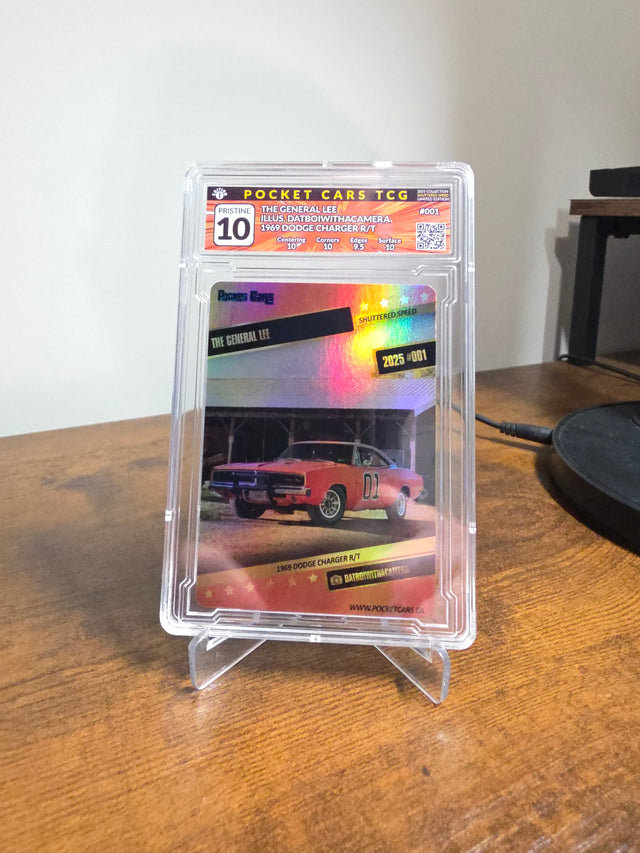 POCKET CARS TCG
2025 COLLECTION
SHUTTERED SPEED
LIMITED EDITION
PRISTINE
10
THE GENERAL LEE
ILLUS. DATBOIWITHACAMERA.
1969 DODGE CHARGER R/T
#001
Centering Corners Edges Surface
10 10 9.5 10
Pocket Cars
SHUTTERED SPEED
THE GENERAL LEE
2025 #001
01
1969 DODGE CHARGER R/T
DATBOIWITHACAMERA
WWW.POCKETCARS.CA